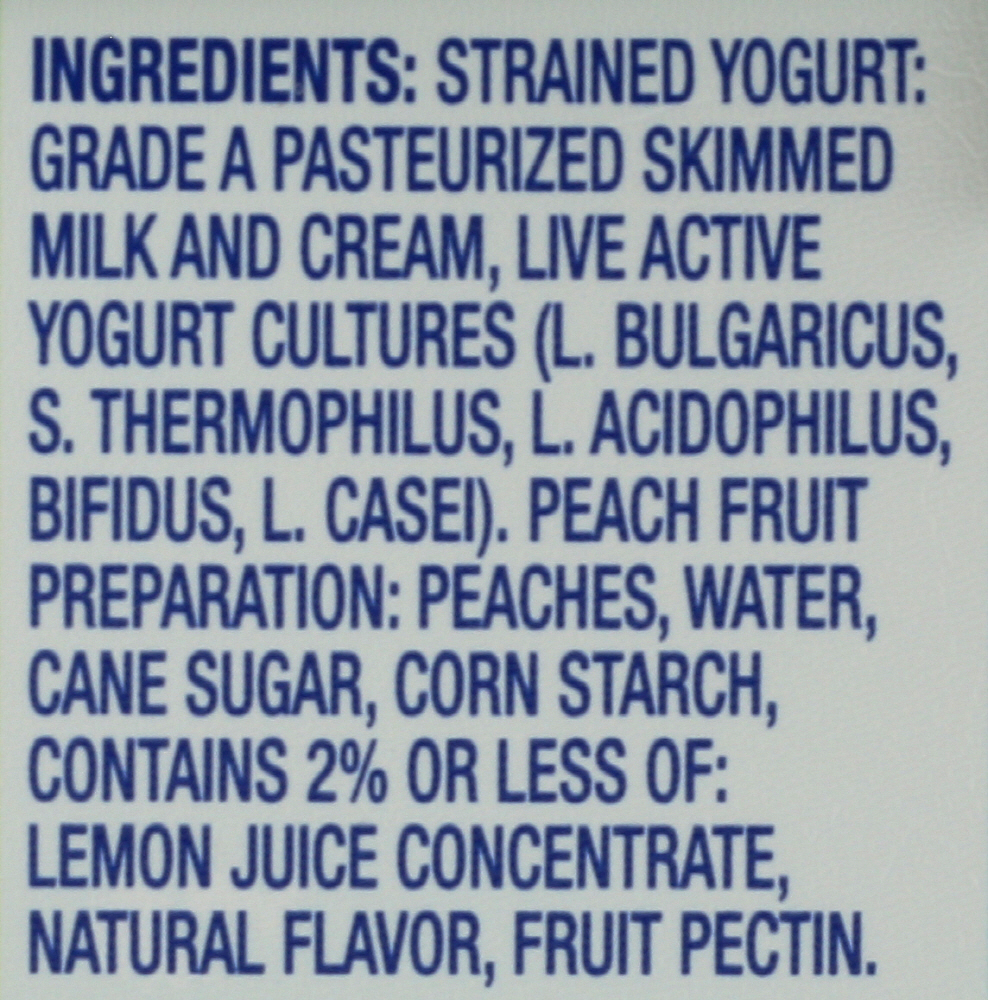 INGREDIENTS: STRAINED YOGURT:
GRADE A PASTEURIZED SKIMMED
MILK AND CREAM, LIVE ACTIVE
YOGURT CULTURES (L. BULGARICUS,
S. THERMOPHILUS, L. ACIDOPHILUS,
BIFIDUS, L. CASEI). PEACH FRUIT
PREPARATION: PEACHES, WATER,
CANE SUGAR, CORN STARCH,
CONTAINS 2% OR LESS OF:
LEMON JUICE CONCENTRATE,
NATURAL FLAVOR, FRUIT PECTIN.